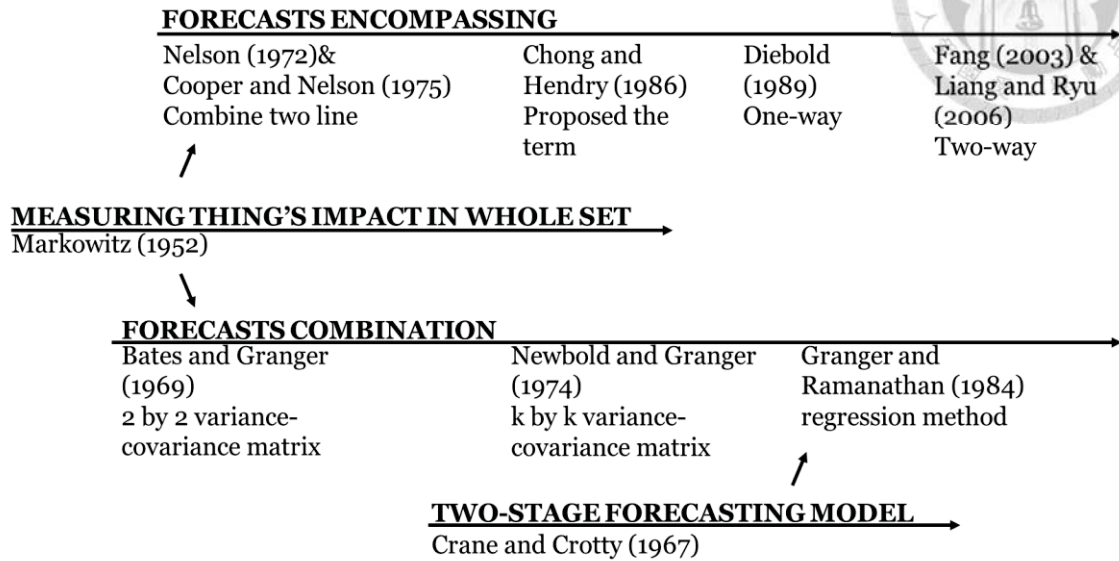 FORECASTS ENCOMPASSING
Nelson (1972)&
Cooper and Nelson (1975)
Combine two line
Chong and
Hendry (1986)
Proposed the
term
Diebold
(1989)
One-way
Fang (2003) &
Liang and Ryu
(2006)
Two-way
MEASURING THING'S IMPACT IN WHOLE SET
Markowitz (1952)
FORECASTS COMBINATION
Bates and Granger
(1969)
2 by 2 variance-
covariance matrix
Newbold and Granger
(1974)
k by k variance-
covariance matrix
Granger and
Ramanathan (1984)
regression method
TWO-STAGE FORECASTING MODEL
Crane and Crotty (1967)